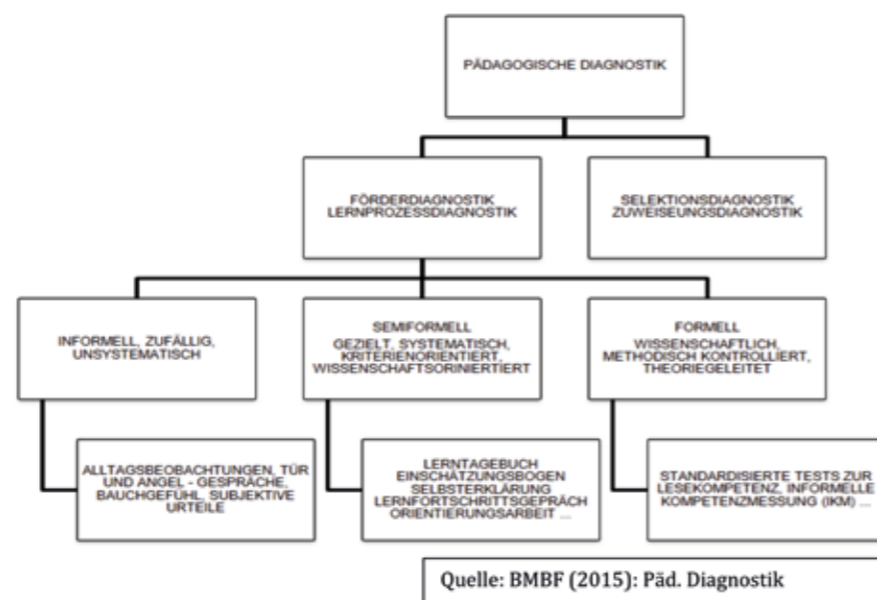 PÄDAGOGISCHE DIAGNOSTIK
FÖRDERDIAGNOSTIK
LERNPROZESSDIAGNOSTIK
SELEKTIONSDIAGNOSTIK
ZUWEISEUNGSDIAGNOSTIK
INFORMELL, ZUFÄLLIG,
UNSYSTEMATISCH
SEMIFORMELL
GEZIELT, SYSTEMATISCH,
KRITERIENORIENTIERT,
WISSENSCHAFTSORINIERTIERT
FORMELL
WISSENSCHAFTLICH,
METHODISCH KONTROLLIERT,
THEORIEGELEITET
ALLTAGSBEOBACHTUNGEN, TÜR
UND ANGEL - GESPRÄCHE,
BAUCHGEFÜHL, SUBJEKTIVE
URTEILE
LERNTAGEBUCH
EINSCHÄTZUNGSBOGEN
SELBSTERKLÄRUNG
LERNFORTSCHRITTSGEPRÄCH
ORIENTIERUNGSARBEIT ...
STANDARDISIERTE TESTS ZUR
LESEKOMPETENZ, INFORMELLE
KOMPETENZMESSUNG (IKM) ...
Quelle: BMBF (2015): Päd. Diagnostik